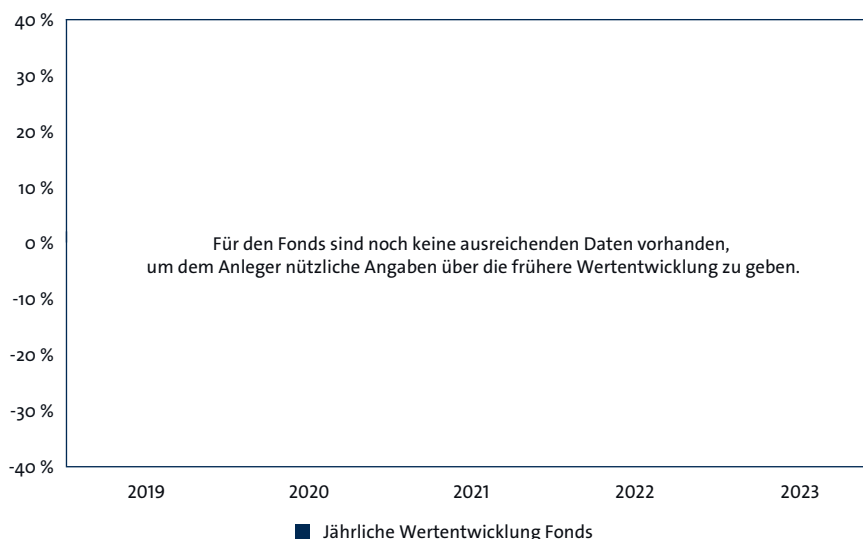 40 %
30 %
20 %
10 %
0 %
Für den Fonds sind noch keine ausreichenden Daten vorhanden,
um dem Anleger nützliche Angaben über die frühere Wertentwicklung zu geben.
-10 %
-20 %
-30 %
-40 %
2019 2020 2021 2022 2023
Jährliche Wertentwicklung Fonds